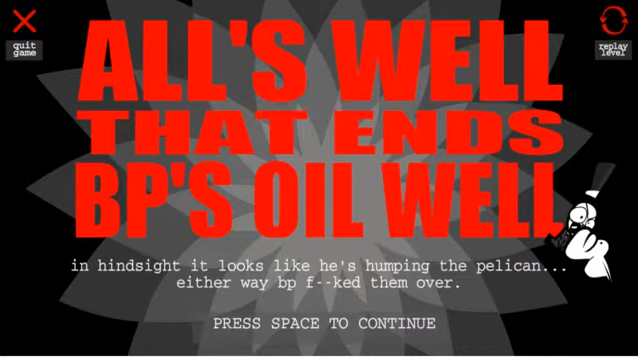 quit
game
replay
level
ALL'S WELL
THAT ENDS
BP'S OIL WELL
in hindsight it looks like he's humping the pelican...
either way bp f--ked them over.
PRESS SPACE TO CONTINUE